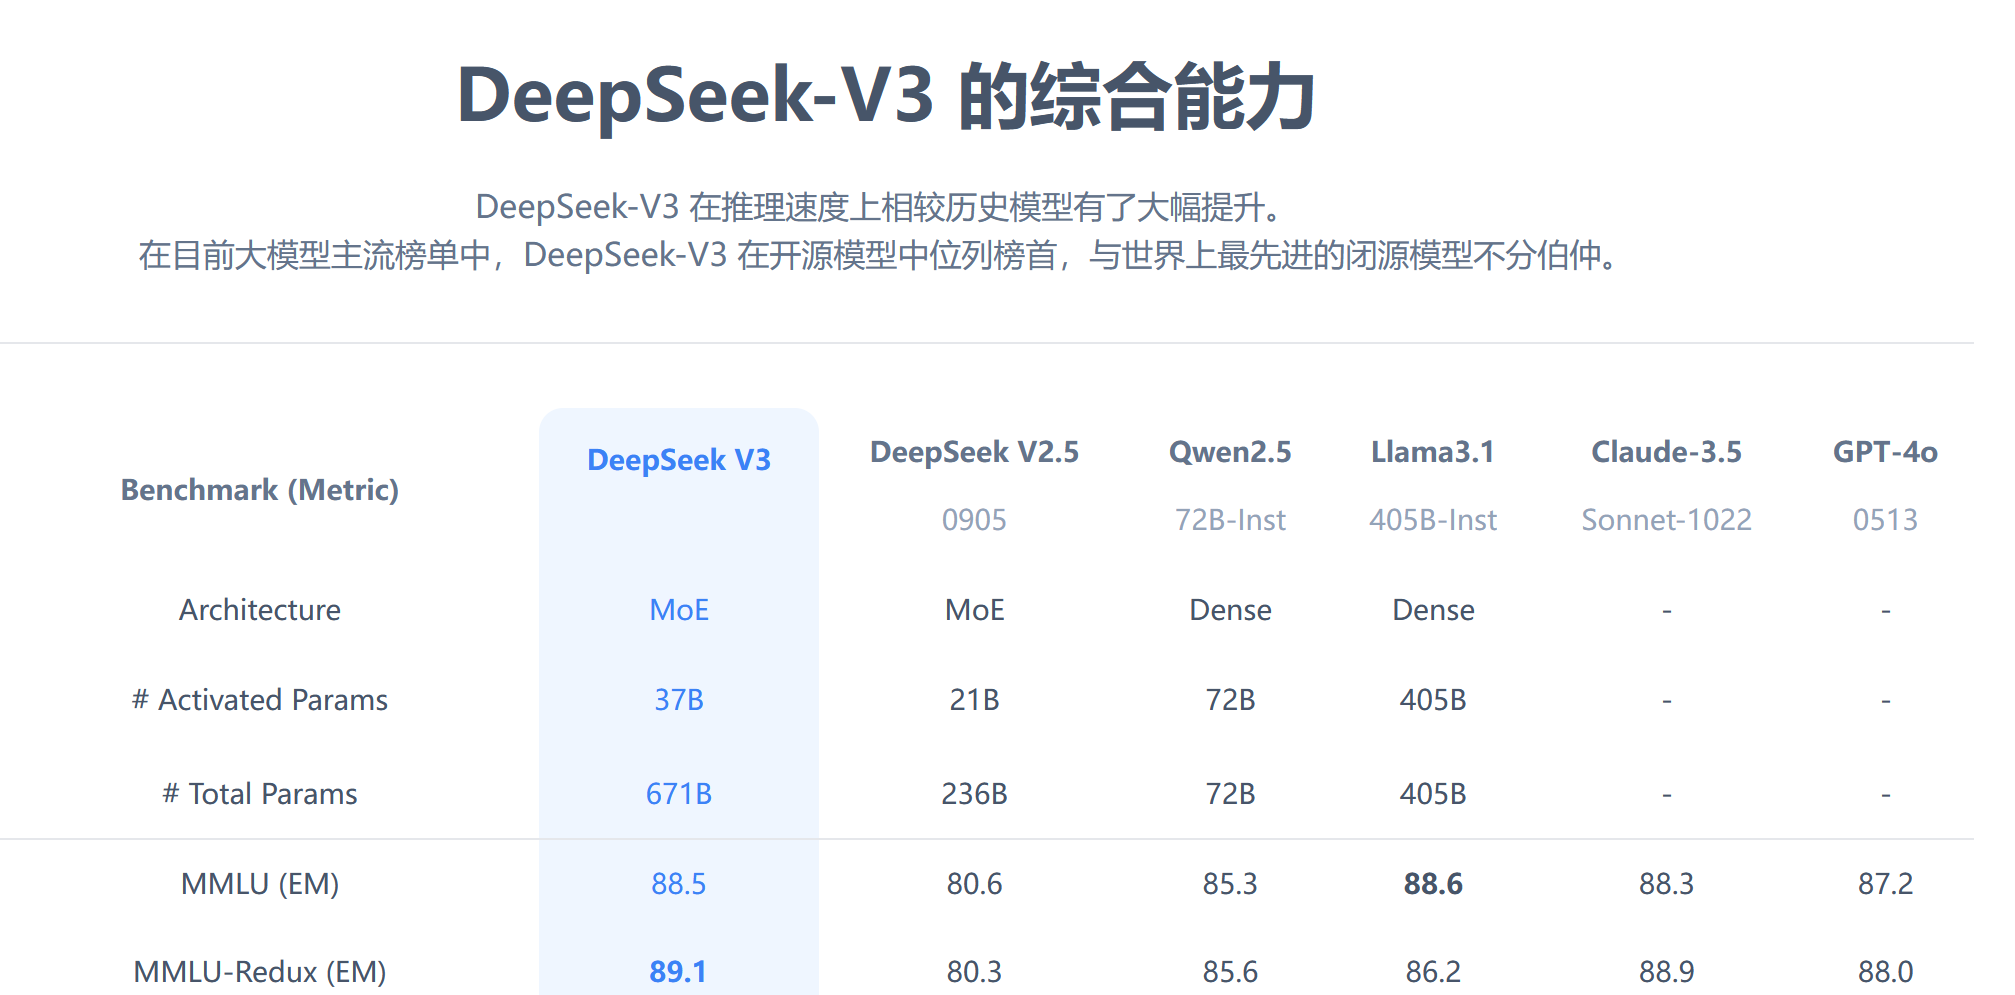 DeepSeek-V3 的综合能力
DeepSeek-V3 在推理速度上相较历史模型有了大幅提升。
在目前大模型主流榜单中，DeepSeek-V3 在开源模型中位列榜首，与世界上最先进的闭源模型不分伯仲。
Benchmark (Metric) DeepSeek V3 DeepSeek V2.5 Qwen2.5 Llama3.1 Claude-3.5 GPT-4o
0905 72B-Inst 405B-Inst Sonnet-1022 0513
Architecture MoE MoE Dense Dense - -
# Activated Params 37B 21B 72B 405B - -
# Total Params 671B 236B 72B 405B - -
MMLU (EM) 88.5 80.6 85.3 88.6 88.3 87.2
MMLU-Redux (EM) 89.1 80.3 85.6 86.2 88.9 88.0